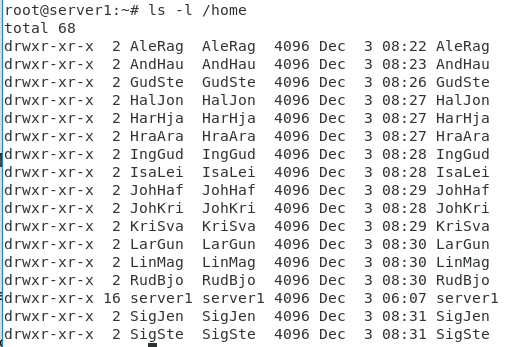 root@server1:~# ls -l /home
total 68
drwxr-xr-x  2 AleRag  AleRag  4096 Dec  3 08:22 AleRag
drwxr-xr-x  2 AndHau  AndHau  4096 Dec  3 08:23 AndHau
drwxr-xr-x  2 GudSte  GudSte  4096 Dec  3 08:26 GudSte
drwxr-xr-x  2 HalJon  HalJon  4096 Dec  3 08:27 HalJon
drwxr-xr-x  2 HarHja  HarHja  4096 Dec  3 08:27 HarHja
drwxr-xr-x  2 HraAra  HraAra  4096 Dec  3 08:27 HraAra
drwxr-xr-x  2 IngGud  IngGud  4096 Dec  3 08:28 IngGud
drwxr-xr-x  2 IsaLei  IsaLei  4096 Dec  3 08:28 IsaLei
drwxr-xr-x  2 JohHaf  JohHaf  4096 Dec  3 08:29 JohHaf
drwxr-xr-x  2 JohKri  JohKri  4096 Dec  3 08:28 JohKri
drwxr-xr-x  2 KriSva  KriSva  4096 Dec  3 08:29 KriSva
drwxr-xr-x  2 LarGun  LarGun  4096 Dec  3 08:30 LarGun
drwxr-xr-x  2 LinMag  LinMag  4096 Dec  3 08:30 LinMag
drwxr-xr-x  2 RudBjo  RudBjo  4096 Dec  3 08:30 RudBjo
drwxr-xr-x 16 server1 server1 4096 Dec  3 06:07 server1
drwxr-xr-x  2 SigJen  SigJen  4096 Dec  3 08:31 SigJen
drwxr-xr-x  2 SigSte  SigSte  4096 Dec  3 08:31 SigSte